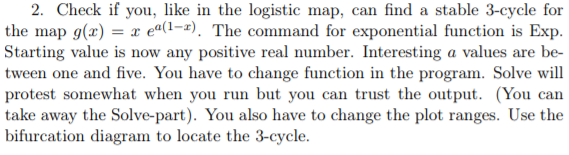 2. Check if you, like in the logistic map, can find a stable 3-cycle for
the map g(x) = x e^{a(1−x)}. The command for exponential function is Exp.
Starting value is now any positive real number. Interesting a values are be-
tween one and five. You have to change function in the program. Solve will
protest somewhat when you run but you can trust the output. (You can
take away the Solve-part). You also have to change the plot ranges. Use the
bifurcation diagram to locate the 3-cycle.